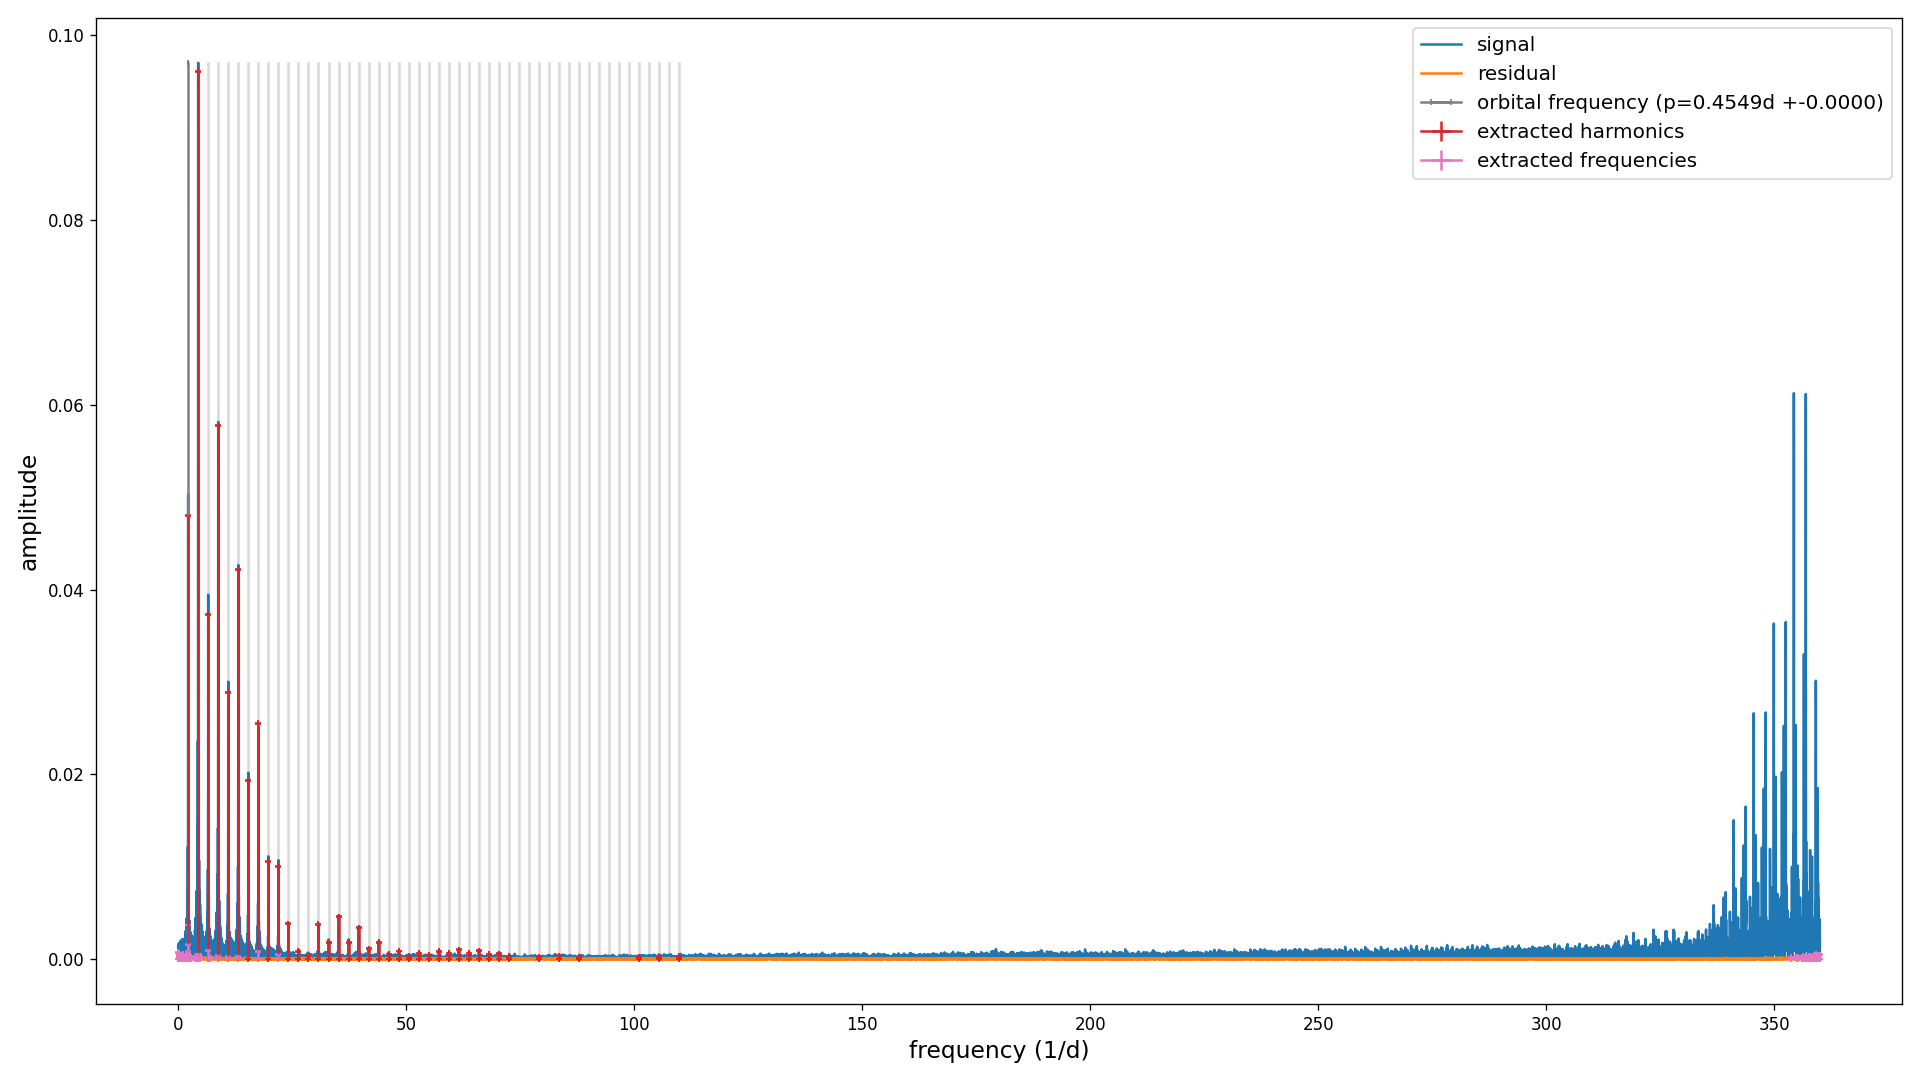 0.10
0.08
0.06
0.04
0.02
0.00
amplitude
0 50 100 150 200 250 300 350
frequency (1/d)
signal
residual
orbital frequency (p=0.4549d +-0.0000)
extracted harmonics
extracted frequencies